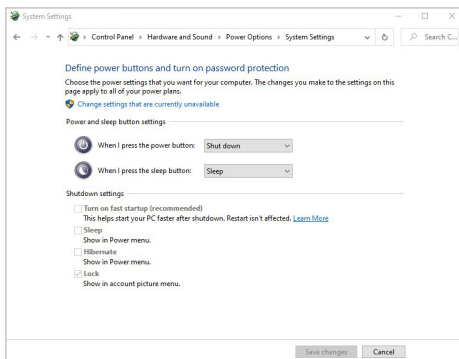 System Settings
Control Panel > Hardware and Sound > Power Options > System Settings
Search C...
Define power buttons and turn on password protection
Choose the power settings that you want for your computer. The changes you make to the settings on this
page apply to all of your power plans.
Change settings that are currently unavailable
Power and sleep button settings
When I press the power button: Shut down
When I press the sleep button: Sleep
Shutdown settings
Turn on fast startup (recommended)
This helps start your PC faster after shutdown. Restart isn't affected. Learn More
Sleep
Show in Power menu.
Hibernate
Show in Power menu.
Lock
Show in account picture menu.
Save changes Cancel